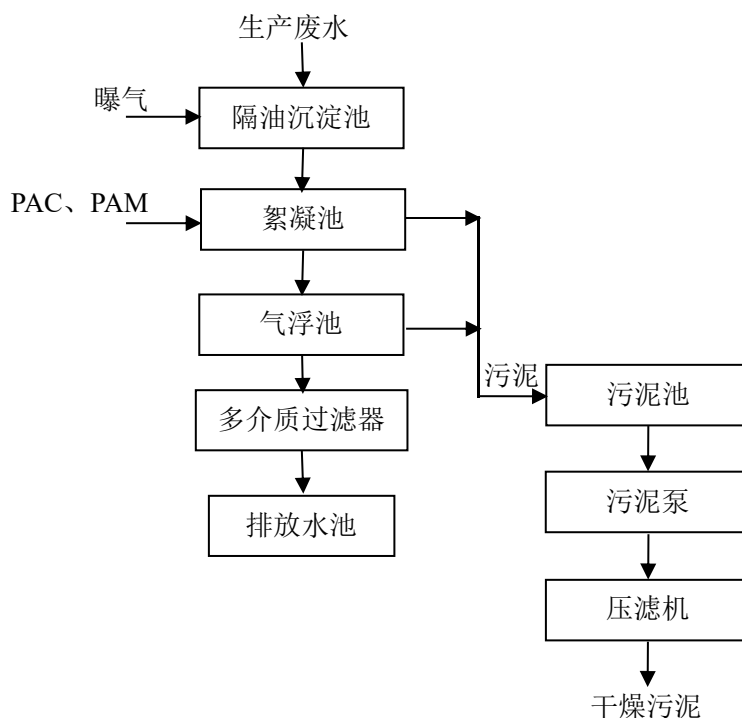 生产废水
曝气
隔油沉淀池
PAC、PAM
絮凝池
气浮池
污泥
污泥池
多介质过滤器
污泥泵
排放水池
压滤机
干燥污泥